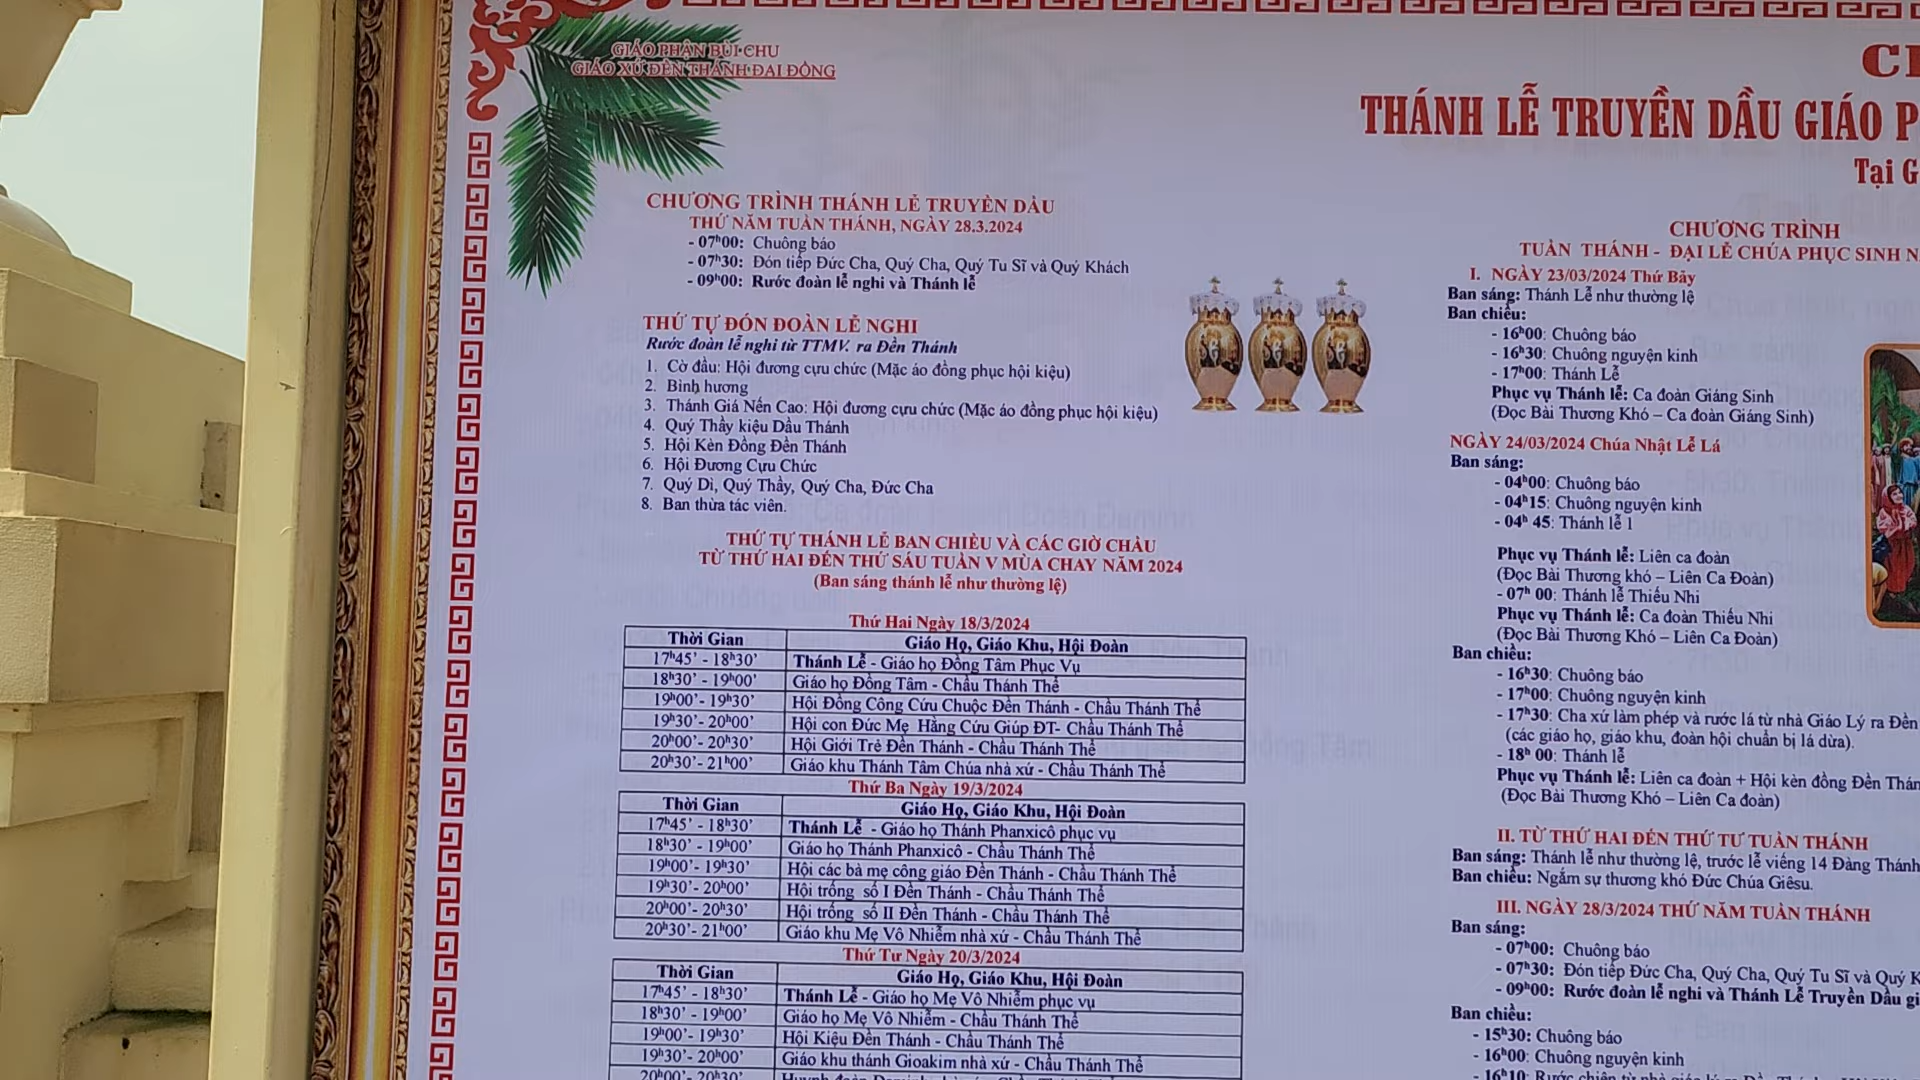 GIÁO PHẬN BÙI CHU
GIÁO XỨ ĐỀN THÁNH ĐẠI ĐỒNG
THÁNH LỄ TRUYỀN DẦU GIÁO P
Tại G
CHƯƠNG TRÌNH THÁNH LỄ TRUYỀN DẦU
THỨ NĂM TUẦN THÁNH, NGÀY 28.3.2024
- 07h00: Chuông báo
- 07h30: Đón tiếp Đức Cha, Quý Cha, Quý Tu Sĩ và Quý Khách
- 09h00: Rước đoàn lễ nghi và Thánh lễ
THỨ TỰ ĐÓN ĐOÀN LỄ NGHI
Rước đoàn lễ nghi từ TTMV. ra Đền Thánh
1. Cờ đầu: Hội đương cựu chức (Mặc áo đồng phục hội kiệu)
2. Bình hương
3. Thánh Giá Nến Cao: Hội đương cựu chức (Mặc áo đồng phục hội kiệu)
4. Quý Thầy kiệu Dầu Thánh
5. Hội Kèn Đồng Đền Thánh
6. Hội Đương Cựu Chức
7. Quý Dì, Quý Thầy, Quý Cha, Đức Cha
8. Ban thừa tác viên.
THỨ TỰ THÁNH LỄ BAN CHIỀU VÀ CÁC GIỜ CHẦU
TỪ THỨ HAI ĐẾN THỨ SÁU TUẦN V MÙA CHAY NĂM 2024
(Ban sáng thánh lễ như thường lệ)
Thứ Hai Ngày 18/3/2024
Thời Gian Giáo Họ, Giáo Khu, Hội Đoàn
17h45' - 18h30' Thánh Lễ - Giáo họ Đồng Tâm Phục Vụ
18h30' - 19h00' Giáo họ Đồng Tâm - Chầu Thánh Thể
19h00'- 19h30' Hội Đồng Công Cứu Chuộc Đền Thánh - Chầu Thánh Thể
19h30'- 20h00' Hội con Đức Mẹ Hằng Cứu Giúp ĐT- Chầu Thánh Thể
20h00'- 20h30' Hội Giới Trẻ Đền Thánh - Chầu Thánh Thể
20h30'- 21h00' Giáo khu Thánh Tâm Chúa nhà xứ - Chầu Thánh Thể
Thứ Ba Ngày 19/3/2024
Thời Gian Giáo Họ, Giáo Khu, Hội Đoàn
17h45' - 18h30' Thánh Lễ - Giáo họ Thánh Phanxicô phục vụ
18h30' - 19h00' Giáo họ Thánh Phanxicô - Chầu Thánh Thể
19h00'- 19h30' Hội các bà mẹ công giáo Đền Thánh - Chầu Thánh Thể
19h30'- 20h00' Hội trống số I Đền Thánh - Chầu Thánh Thể
20h00'- 20h30' Hội trống số II Đền Thánh - Chầu Thánh Thể
20h30'- 21h00' Giáo khu Mẹ Vô Nhiễm nhà xứ - Chầu Thánh Thể
Thứ Tư Ngày 20/3/2024
Thời Gian Giáo Họ, Giáo Khu, Hội Đoàn
17h45' - 18h30' Thánh Lễ - Giáo họ Mẹ Vô Nhiễm phục vụ
18h30' - 19h00' Giáo họ Mẹ Vô Nhiễm - Chầu Thánh Thể
19h00'- 19h30' Hội Kiệu Đền Thánh - Chầu Thánh Thể
19h30'- 20h00' Giáo khu thánh Gioakim nhà xứ - Chầu Thánh Thể
20h00'- 20h30'
CHƯƠNG TRÌNH
TUẦN THÁNH - ĐẠI LỄ CHÚA PHỤC SINH
I. NGÀY 23/03/2024 Thứ Bảy
Ban sáng: Thánh Lễ như thường lệ
Ban chiều:
- 16h00: Chuông báo
- 16h30: Chuông nguyện kinh
- 17h00: Thánh Lễ
Phục vụ Thánh lễ: Ca đoàn Giáng Sinh
(Đọc Bài Thương Khó – Ca đoàn Giáng Sinh)
NGÀY 24/03/2024 Chúa Nhật Lễ Lá
Ban sáng:
- 04h00: Chuông báo
- 04h15: Chuông nguyện kinh
- 04h 45: Thánh lễ 1
Phục vụ Thánh lễ: Liên ca đoàn
(Đọc Bài Thương khó – Liên Ca Đoàn)
- 07h 00: Thánh lễ Thiếu Nhi
Phục vụ Thánh lễ: Ca đoàn Thiếu Nhi
(Đọc Bài Thương Khó – Liên Ca Đoàn)
Ban chiều:
- 16h30: Chuông báo
- 17h00: Chuông nguyện kinh
- 17h30: Cha xứ làm phép và rước lá từ nhà Giáo Lý ra Đền
(các giáo họ, giáo khu, đoàn hội chuẩn bị lá dừa).
- 18h 00: Thánh lễ
Phục vụ Thánh lễ: Liên ca đoàn + Hội kèn đồng Đền Thán
(Đọc Bài Thương Khó – Liên Ca đoàn)
II. TỪ THỨ HAI ĐẾN THỨ TƯ TUẦN THÁNH
Ban sáng: Thánh lễ như thường lệ, trước lễ viếng 14 Đàng Thánh
Ban chiều: Ngắm sự thương khó Đức Chúa Giêsu.
III. NGÀY 28/3/2024 THỨ NĂM TUẦN THÁNH
Ban sáng:
- 07h00: Chuông báo
- 07h30: Đón tiếp Đức Cha, Quý Cha, Quý Tu Sĩ và Quý K
- 09h00: Rước đoàn lễ nghi và Thánh Lễ Truyền Dầu gi
Ban chiều:
- 15h30: Chuông báo
- 16h00: Chuông nguyện kinh
- 16h10: